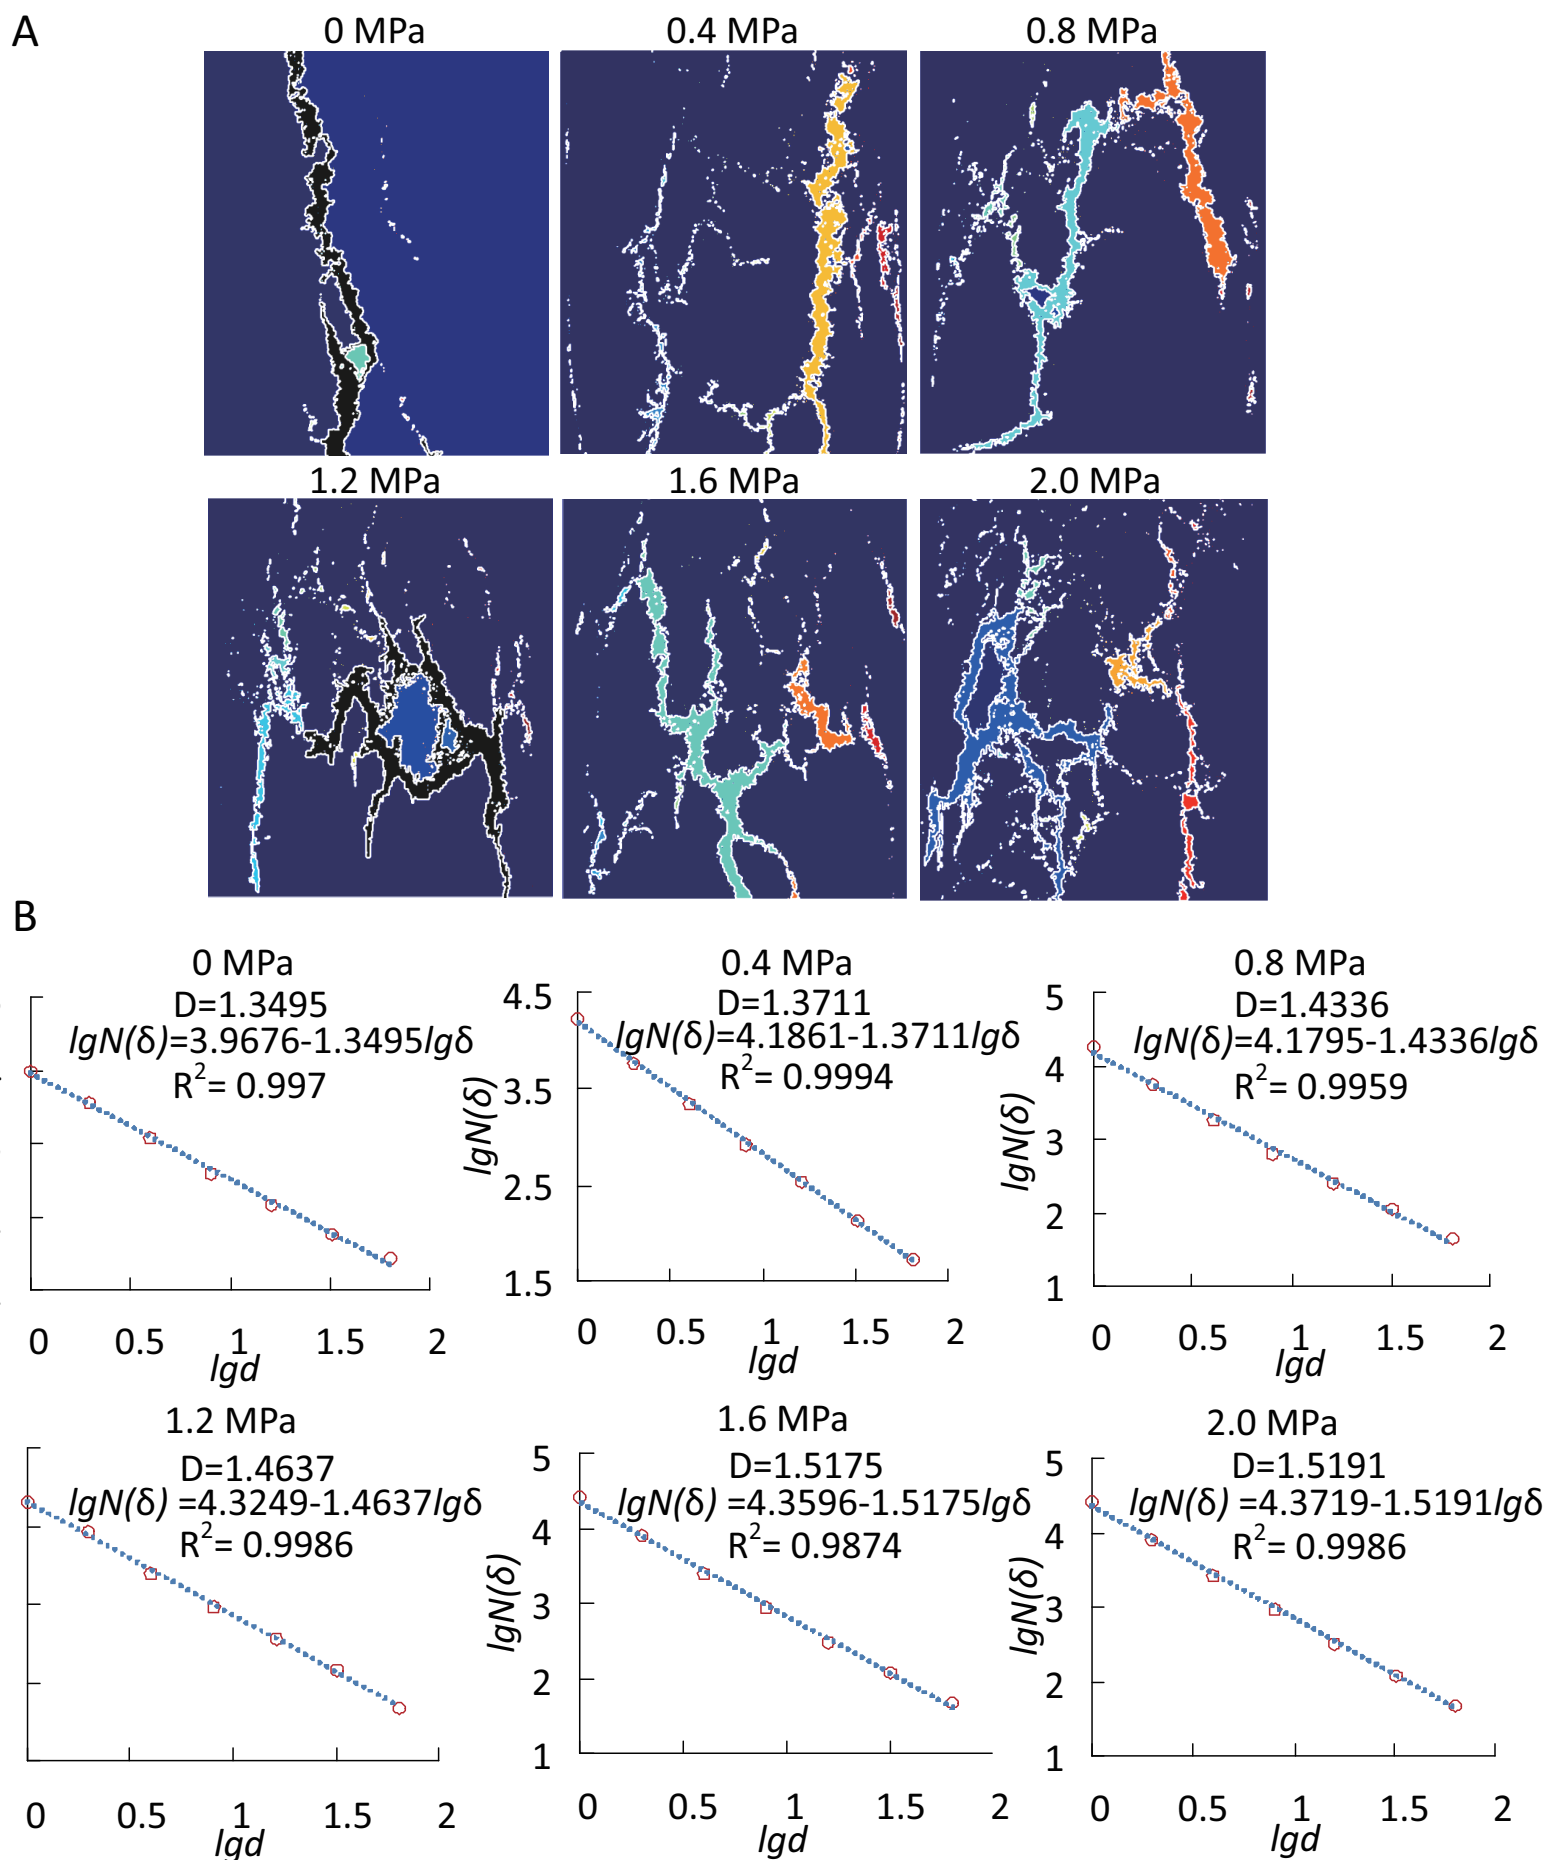 A
0 MPa
0.4 MPa
0.8 MPa
1.2 MPa
1.6 MPa
2.0 MPa
B
0 MPa
D=1.3495
lgN(δ)=3.9676-1.3495lgδ
R²= 0.997
0 0.5 1 1.5 2
lgd
0.4 MPa
D=1.3711
lgN(δ)=4.1861-1.3711lgδ
R²= 0.9994
lgN(δ)
4.5
3.5
2.5
1.5
0 0.5 1 1.5 2
lgd
0.8 MPa
D=1.4336
lgN(δ)=4.1795-1.4336lgδ
R²= 0.9959
lgN(δ)
5
4
3
2
1
0 0.5 1 1.5 2
lgd
1.2 MPa
D=1.4637
lgN(δ) =4.3249-1.4637lgδ
R²= 0.9986
0 0.5 1 1.5 2
lgd
1.6 MPa
D=1.5175
lgN(δ) =4.3596-1.5175lgδ
R²= 0.9874
lgN(δ)
5
4
3
2
1
0 0.5 1 1.5 2
lgd
2.0 MPa
D=1.5191
lgN(δ) =4.3719-1.5191lgδ
R²= 0.9986
lgN(δ)
5
4
3
2
1
0 0.5 1 1.5 2
lgd